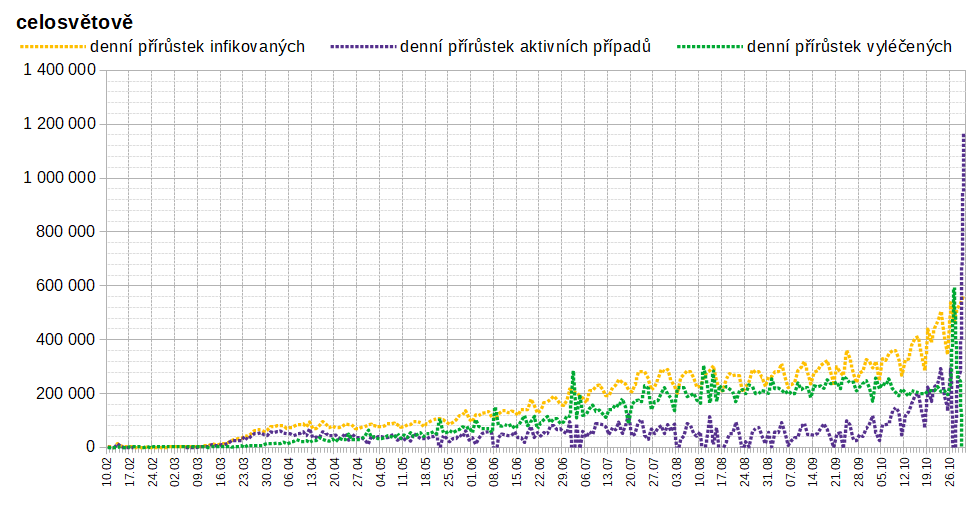 celosvětově
denní přírůstek infikovaných denní přírůstek aktivních případů denní přírůstek vyléčených
1 400 000
1 200 000
1 000 000
800 000
600 000
400 000
200 000
0
10.02 17.02 24.02 02.03 09.03 16.03 23.03 30.03 06.04 13.04 20.04 27.04 04.05 11.05 18.05 25.05 01.06 08.06 15.06 22.06 29.06 06.07 13.07 20.07 27.07 03.08 10.08 17.08 24.08 31.08 07.09 14.09 21.09 28.09 05.10 12.10 19.10 26.10